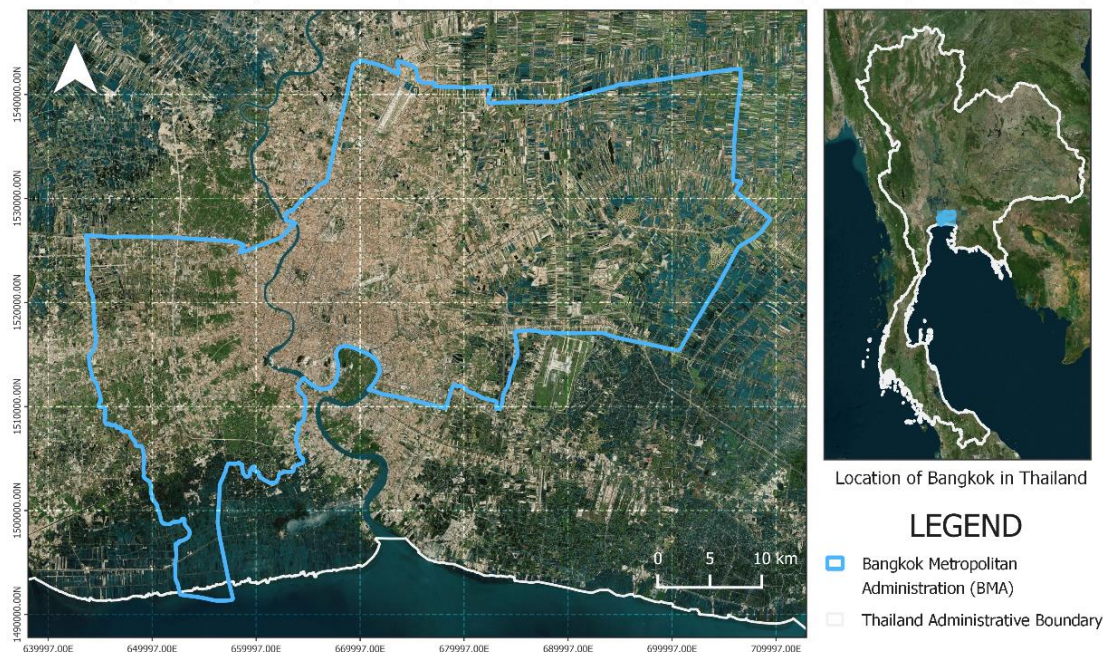 1540000.00N
1530000.00N
1520000.00N
1510000.00N
1500000.00N
1490000.00N
639997.00E
649997.00E
659997.00E
669997.00E
679997.00E
689997.00E
699997.00E
709997.00E
0 5 10 km
Location of Bangkok in Thailand
LEGEND
Bangkok Metropolitan
Administration (BMA)
Thailand Administrative Boundary